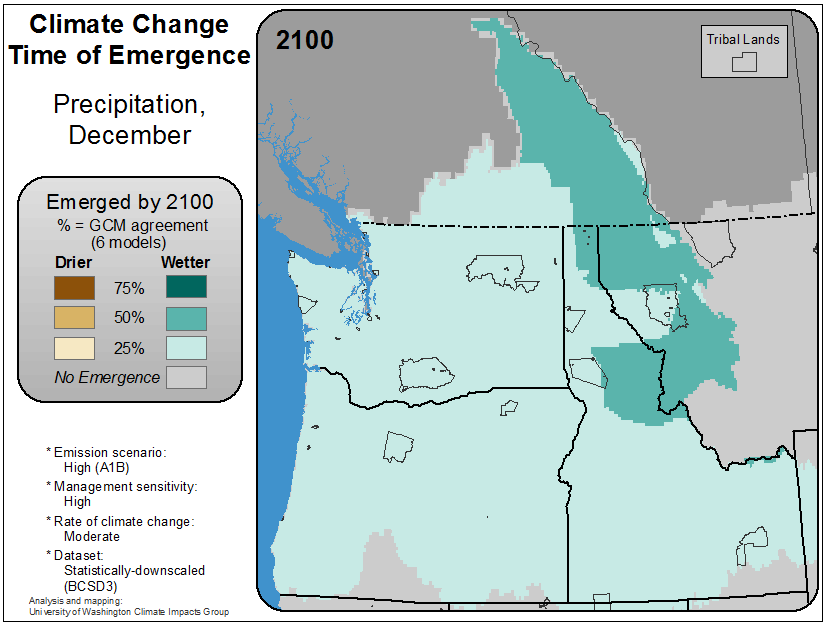 Climate Change
Time of Emergence
Precipitation,
December
Emerged by 2100
% = GCM agreement
(6 models)
Drier Wetter
75%
50%
25%
No Emergence
* Emission scenario:
High (A1B)
* Management sensitivity:
High
* Rate of climate change:
Moderate
* Dataset:
Statistically-downscaled
(BCSD3)
Analysis and mapping:
University of Washington Climate Impacts Group
2100
Tribal Lands